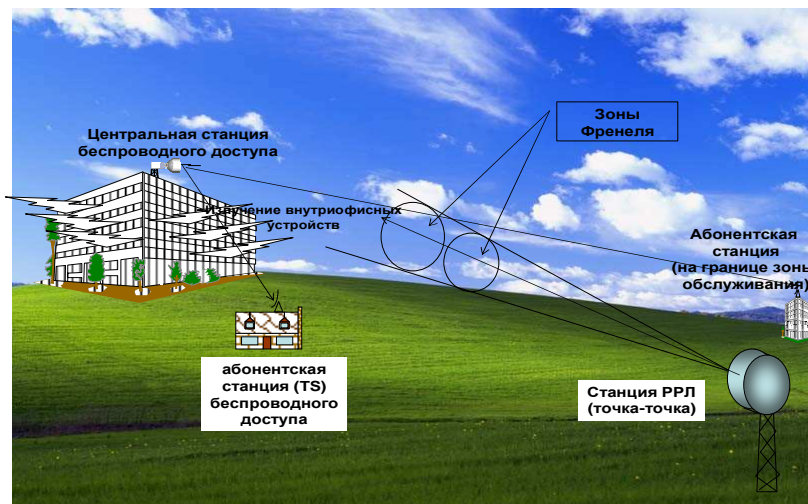 Центральная станция
беспроводного доступа
Зоны
Френеля
Излучение внутриофисных
устройств
Абонентская
станция
(на границе зоны
обслуживания)
абонентская
станция (TS)
беспроводного
доступа
Станция РРЛ
(точка-точка)